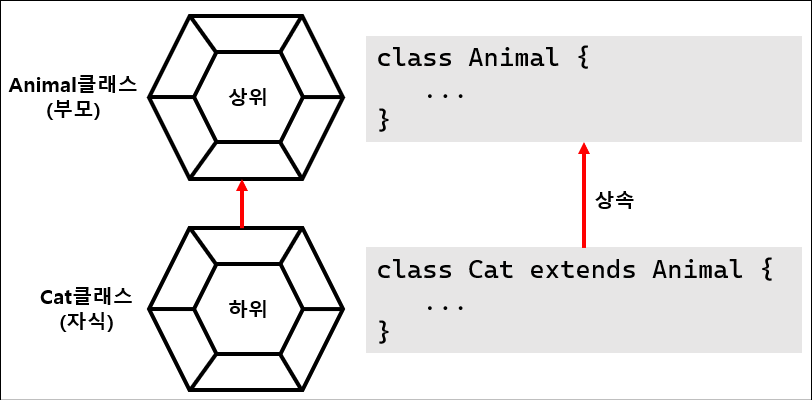 Animal클래스
(부모)
상위
class Animal {
...
}
상속
Cat클래스
(자식)
하위
class Cat extends Animal {
...
}